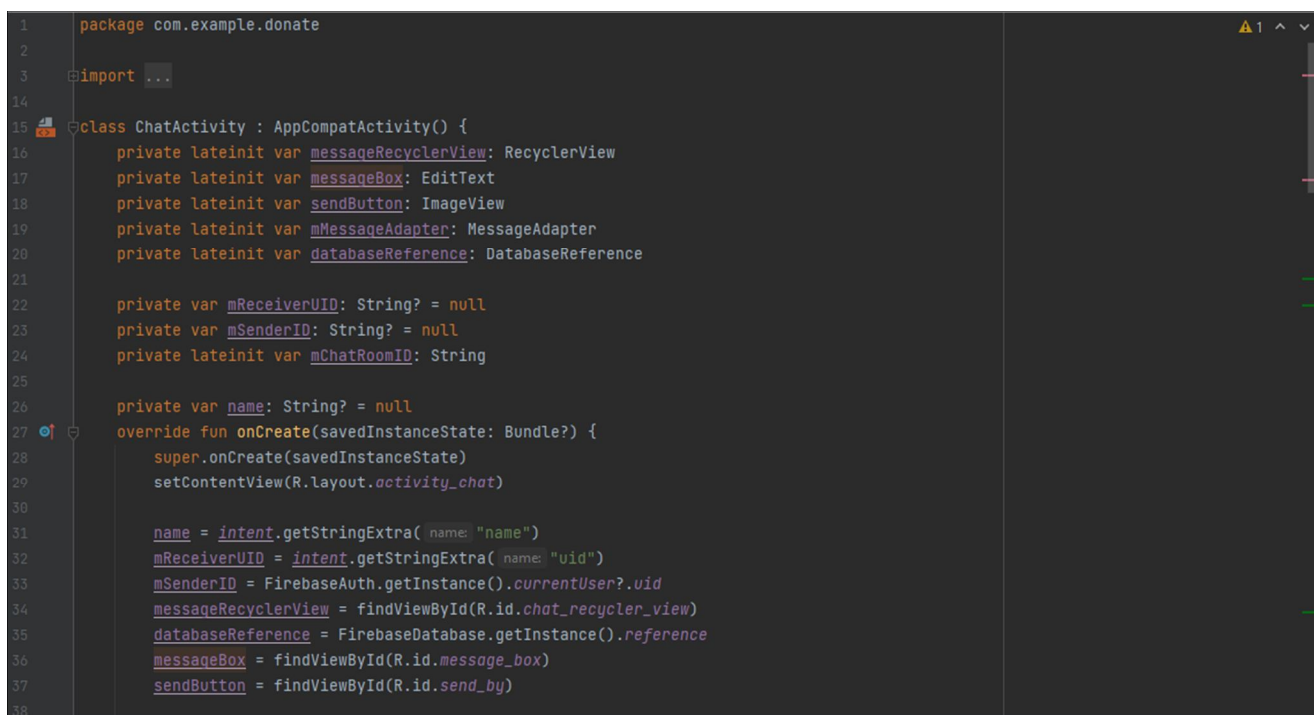 1 package com.example.donate
2
3 import ...
14
15 class ChatActivity : AppCompatActivity() {
16 private lateinit var messageRecyclerView: RecyclerView
17 private lateinit var messageBox: EditText
18 private lateinit var sendButton: ImageView
19 private lateinit var mMessageAdapter: MessageAdapter
20 private lateinit var databaseReference: DatabaseReference
21
22 private var mReceiverUID: String? = null
23 private var mSenderID: String? = null
24 private lateinit var mChatRoomID: String
25
26 private var name: String? = null
27 override fun onCreate(savedInstanceState: Bundle?) {
28 super.onCreate(savedInstanceState)
29 setContentView(R.layout.activity_chat)
30
31 name = intent.getStringExtra( name: "name")
32 mReceiverUID = intent.getStringExtra( name: "uid")
33 mSenderID = FirebaseAuth.getInstance().currentUser?.uid
34 messageRecyclerView = findViewById(R.id.chat_recycler_view)
35 databaseReference = FirebaseDatabase.getInstance().reference
36 messageBox = findViewById(R.id.message_box)
37 sendButton = findViewById(R.id.send_by)
38
1